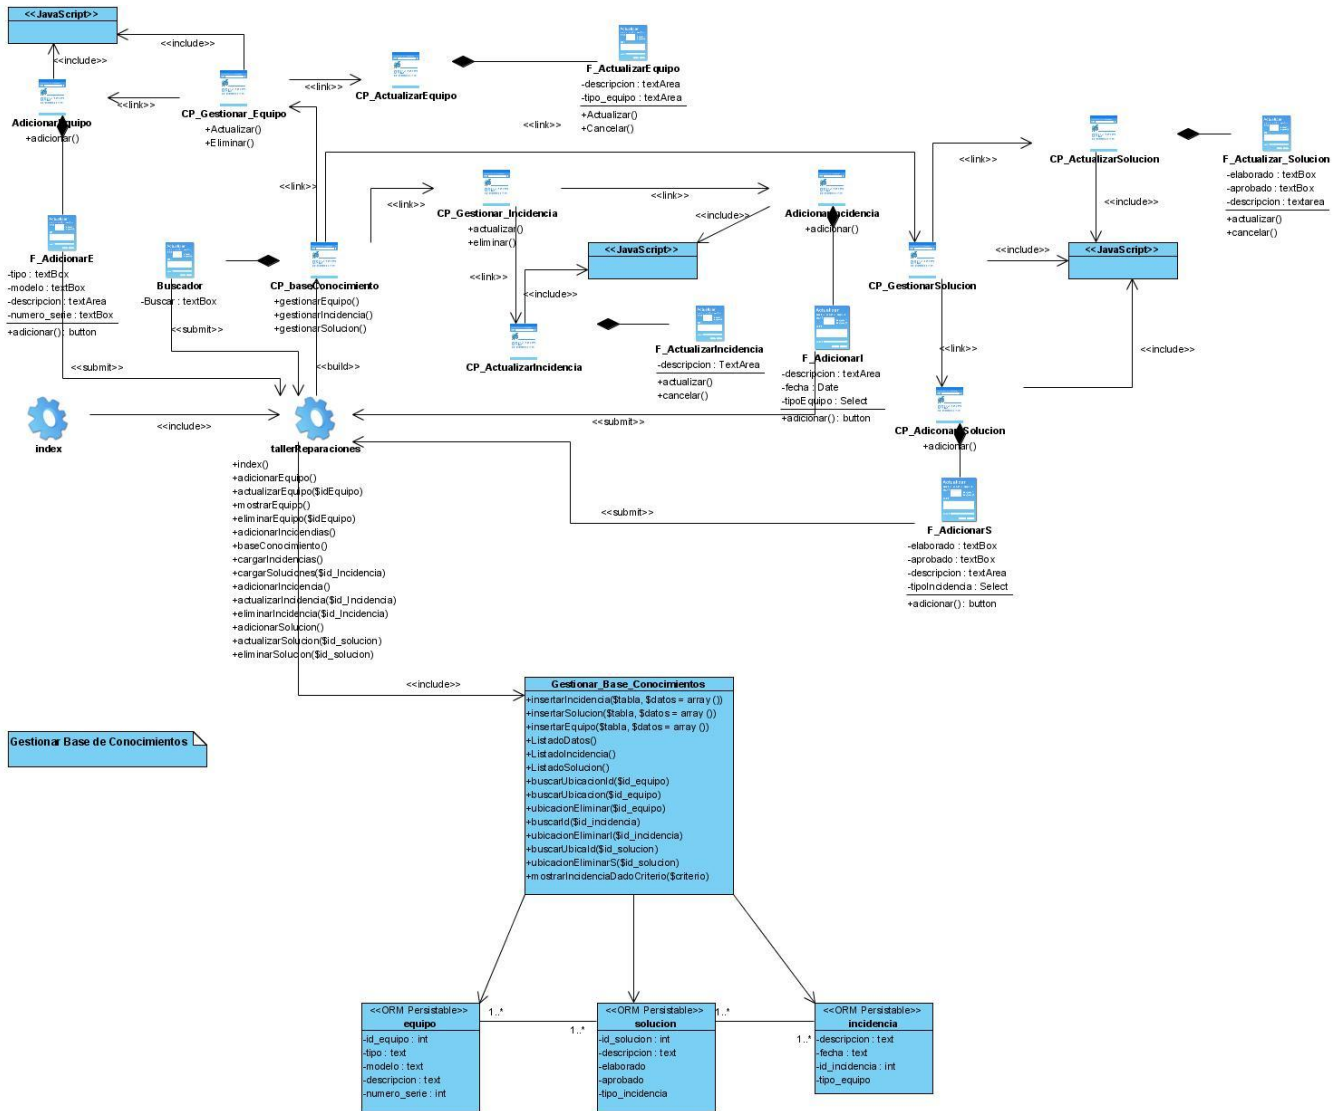 <<JavaScript>>
<<include>>
<<include>>
AdicionarEquipo
+adicionar()
<<link>>
CP_Gestionar_Equipo
+Actualizar()
+Eliminar()
<<link>>
CP_ActualizarEquipo
F_ActualizarEquipo
-descripcion : textArea
-tipo_equipo : textArea
+Actualizar()
+Cancelar()
<<link>>
<<link>>
<<link>>
CP_Gestionar_Incidencia
+actualizar()
+eliminar()
<<link>>
<<include>>
AdicionarIncidencia
+adicionar()
<<link>>
CP_ActualizarSolucion
F_Actualizar_Solucion
-elaborado : textBox
-aprobado : textBox
-descripcion : textarea
+actualizar()
+cancelar()
<<include>>
F_AdicionarE
-tipo : textBox
-modelo : textBox
-descripcion : textArea
-numero_serie : textBox
+adicionar() : button
Buscador
-Buscar : textBox
<<submit>>
CP_baseConocimiento
+gestionarEquipo()
+gestionarIncidencia()
+gestionarSolucion()
<<build>>
<<link>>
<<JavaScript>>
<<include>>
CP_ActualizarIncidencia
F_ActualizarIncidencia
-descripcion : TextArea
+actualizar()
+cancelar()
F_AdicionarI
-descripcion : textArea
-fecha : Date
-tipoEquipo : Select
+adicionar() : button
CP_GestionarSolucion
<<include>>
<<JavaScript>>
<<link>>
<<include>>
CP_AdiconarSolucion
+adicionar()
<<submit>>
index
<<include>>
<<submit>>
<<submit>>
F_AdicionarS
-elaborado : textBox
-aprobado : textBox
-descripcion : textArea
-tipoIncidencia : Select
+adicionar() : button
tallerReparaciones
+index()
+adicionarEquipo()
+actualizarEquipo($idEquipo)
+mostrarEquipo()
+eliminarEquipo($idEquipo)
+adicionarIncidencias()
+baseConocimiento()
+cargarIncidencias()
+cargarSoluciones($id_Incidencia)
+adicionarIncidencia()
+actualizarIncidencia($id_Incidencia)
+eliminarIncidencia($id_Incidencia)
+adicionarSolucion()
+actualizarSolucion($id_solucion)
+eliminarSolucion($id_solucion)
<<include>>
Gestionar Base de Conocimientos
Gestionar_Base_Conocimientos
+insertarIncidencia($tabla, $datos = array ())
+insertarSolucion($tabla, $datos = array ())
+insertarEquipo($tabla, $datos = array ())
+ListadoDatos()
+ListadoIncidencia()
+ListadoSolucion()
+buscarUbicacionId($id_equipo)
+buscarUbicacion($id_equipo)
+ubicacionEliminar($id_equipo)
+buscarId($id_incidencia)
+ubicacionEliminarI($id_incidencia)
+buscarUbicaId($id_solucion)
+ubicacionEliminarS($id_solucion)
+mostrarIncidenciaDadoCriterio($criterio)
<<ORM Persistable>>
equipo
-id_equipo : int
-tipo : text
-modelo : text
-descripcion : text
-numero_serie : int
1..*
1..*
<<ORM Persistable>>
solucion
-id_solucion : int
-descripcion : text
-elaborado
-aprobado
-tipo_incidencia
1..*
1..*
<<ORM Persistable>>
incidencia
-descripcion : text
-fecha : text
-id_incidencia : int
-tipo_equipo